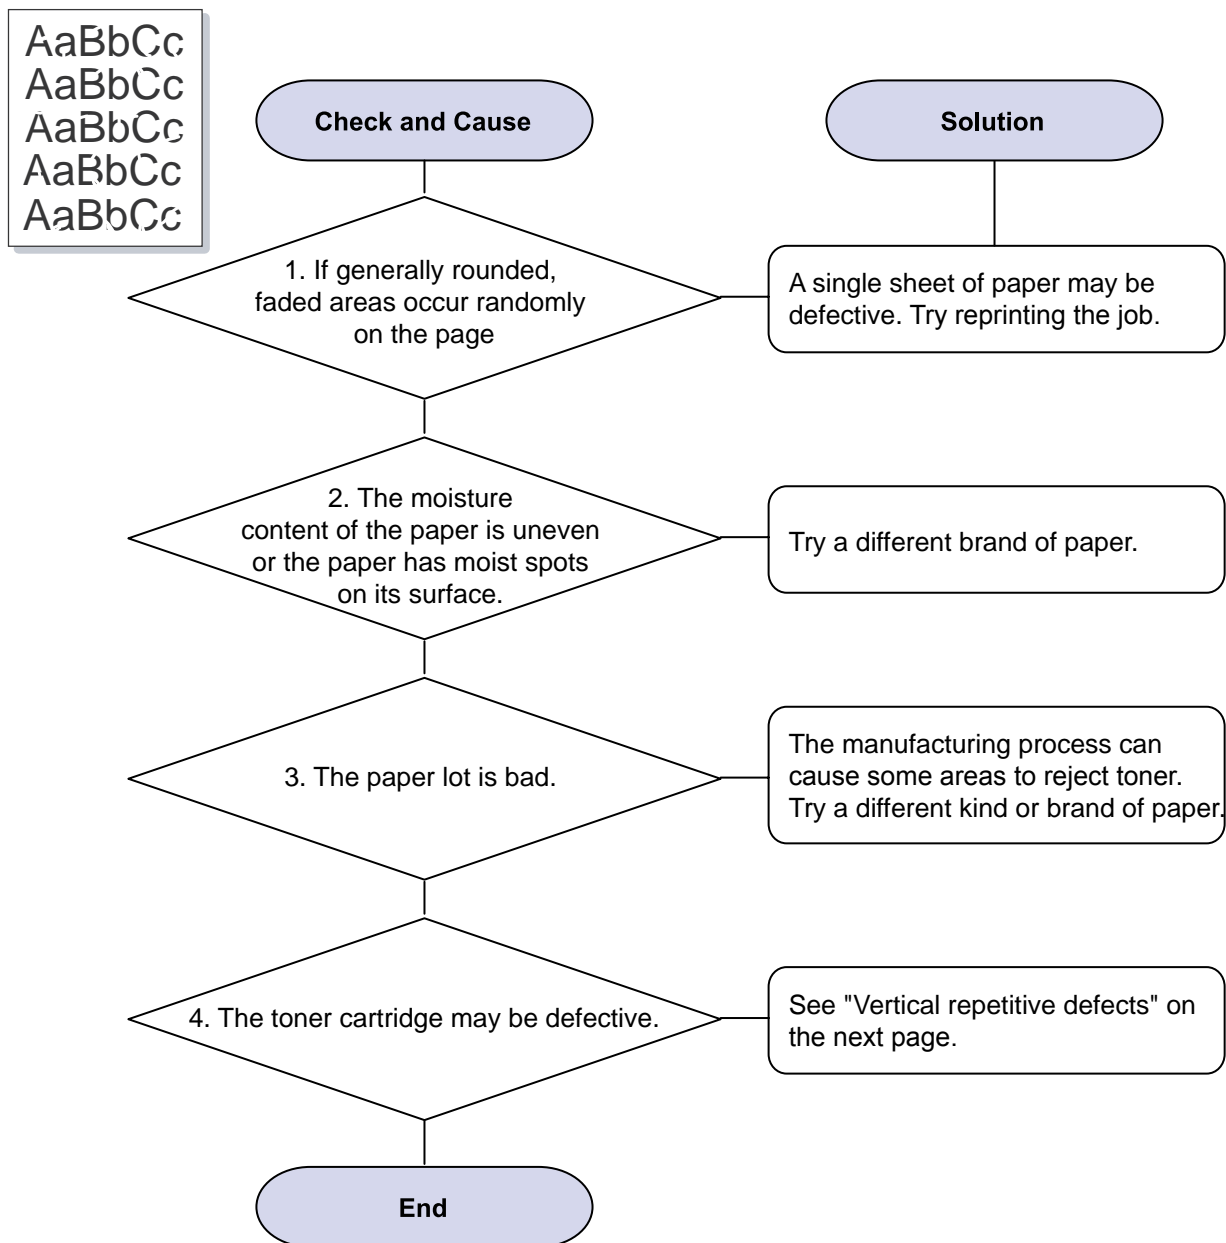 AaBbCc
AaBbCc
AaBbCc
AaBbCc
AaBbCc
Check and Cause
Solution
1. If generally rounded,
faded areas occur randomly
on the page
A single sheet of paper may be
defective. Try reprinting the job.
2. The moisture
content of the paper is uneven
or the paper has moist spots
on its surface.
Try a different brand of paper.
3. The paper lot is bad.
The manufacturing process can
cause some areas to reject toner.
Try a different kind or brand of paper.
4. The toner cartridge may be defective.
See "Vertical repetitive defects" on
the next page.
End